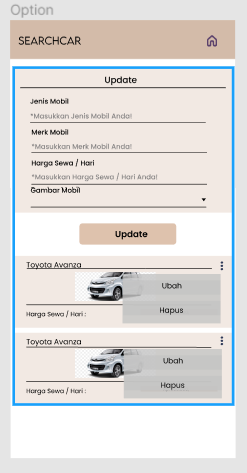 Option
SEARCHCAR
Update
Jenis Mobil
*Masukkan Jenis Mobil Anda!
Merk Mobil
*Masukkan Merk Mobil Anda!
Harga Sewa / Hari
*Masukkan Harga Sewa / Hari Anda!
Gambar Mobil
Update
Toyota Avanza
Ubah
Hapus
Harga Sewa / Hari :
Toyota Avanza
Ubah
Hapus
Harga Sewa / Hari :